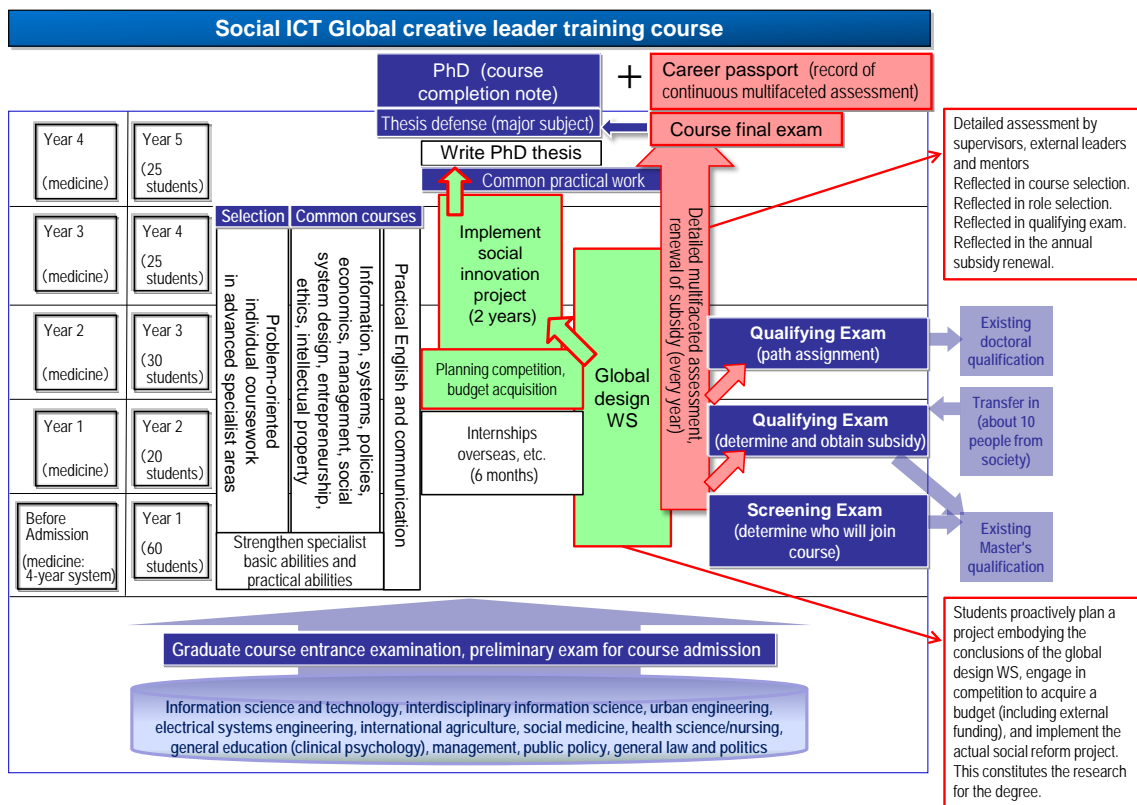 Social ICT Global creative leader training course
PhD (course
completion note)
+
Career passport (record of
continuous multifaceted assessment)
Thesis defense (major subject)
Course final exam
Write PhD thesis
Common practical work
Year 4
(medicine)
Year 5
(25
students)
Year 3
(medicine)
Year 4
(25
students)
Year 2
(medicine)
Year 3
(30
students)
Year 1
(medicine)
Year 2
(20
students)
Before
Admission
(medicine:
4-year system)
Year 1
(60
students)
Selection
Common courses
Problem-oriented
individual coursework
in advanced specialist areas
Information, systems, policies,
economics, management, social
system design, entrepreneurship,
ethics, intellectual property
Practical English and communication
Strengthen specialist
basic abilities and
practical abilities
Implement
social
innovation
project
(2 years)
Planning competition,
budget acquisition
Internships
overseas, etc.
(6 months)
Global
design
WS
Detailed multifaceted assessment,
renewal of subsidy (every year)
Qualifying Exam
(path assignment)
Qualifying Exam
(determine and obtain subsidy)
Screening Exam
(determine who will join
course)
Existing
doctoral
qualification
Transfer in
(about 10
people from
society)
Existing
Master's
qualification
Detailed assessment by
supervisors, external leaders
and mentors
Reflected in course selection.
Reflected in role selection.
Reflected in qualifying exam.
Reflected in the annual
subsidy renewal.
Students proactively plan a
project embodying the
conclusions of the global
design WS, engage in
competition to acquire a
budget (including external
funding), and implement the
actual social reform project.
This constitutes the research
for the degree.
Graduate course entrance examination, preliminary exam for course admission
Information science and technology, interdisciplinary information science, urban engineering,
electrical systems engineering, international agriculture, social medicine, health science/nursing,
general education (clinical psychology), management, public policy, general law and politics